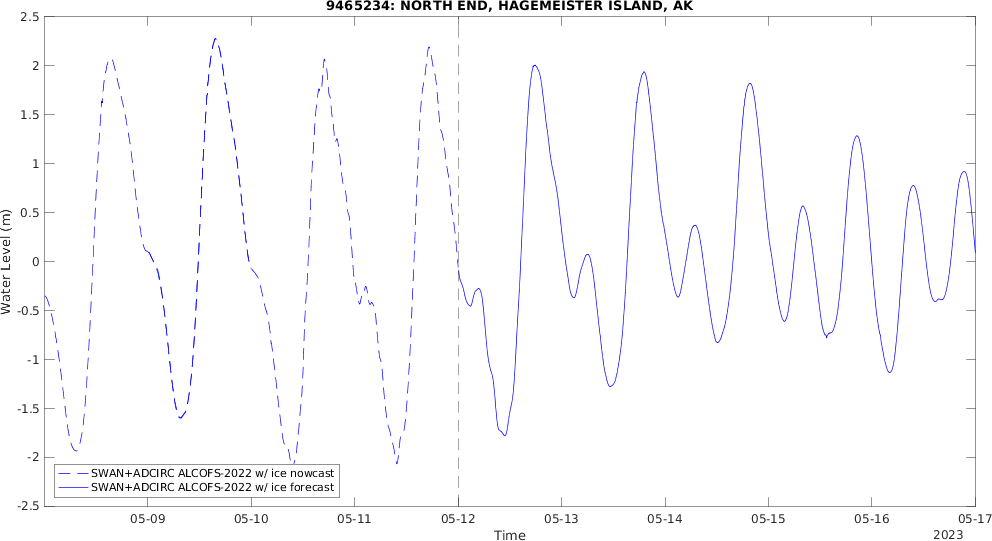 9465234: NORTH END, HAGEMEISTER ISLAND, AK
2.5
2
1.5
1
0.5
0
-0.5
-1
-1.5
-2
-2.5
Water Level (m)
SWAN+ADCIRC ALCOFS-2022 w/ ice nowcast
SWAN+ADCIRC ALCOFS-2022 w/ ice forecast
05-09 05-10 05-11 05-12 05-13 05-14 05-15 05-16 05-17
Time
2023